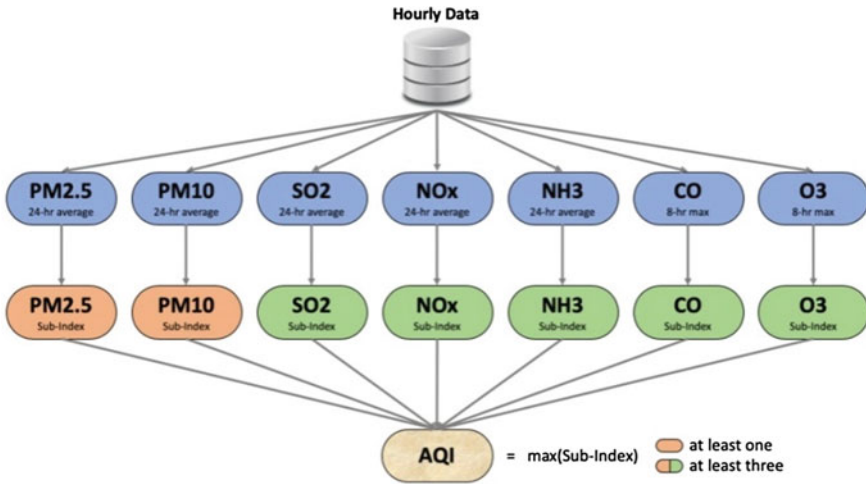 Hourly Data
PM2.5 PM10 SO2 NOx NH3 CO O3
24-hr average 24-hr average 24-hr average 24-hr average 24-hr average 8-hr max 8-hr max
PM2.5 PM10 SO2 NOx NH3 CO O3
Sub-Index Sub-Index Sub-Index Sub-Index Sub-Index Sub-Index Sub-Index
AQI = max(Sub-Index) at least one
at least three